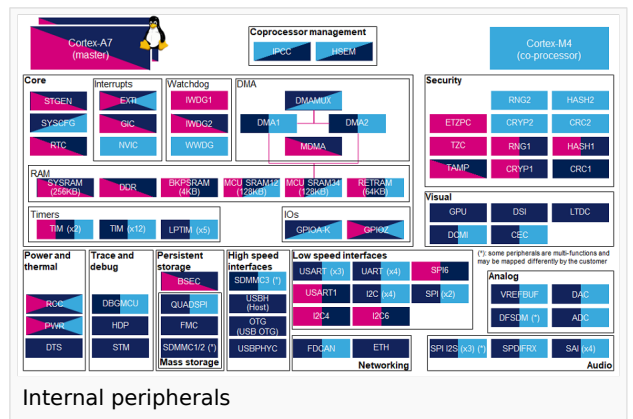 Cortex-A7
(master)
Coprocessor management
IPCC
HSEM
Cortex-M4
(co-processor)
Core
STGEN
SYSCFG
RTC
Interrupts
EXTI
GIC
NVIC
Watchdog
IWDG1
IWDG2
WWDG
DMA
DMAMUX
DMA1
DMA2
MDMA
Security
RNG2
HASH2
ETZPC
CRYP2
CRC2
TZC
RNG1
HASH1
TAMP
CRYP1
CRC1
RAM
SYSRAM
(256KB)
DDR
BKPSRAM
(4KB)
MCU SRAM12
(128KB)
MCU SRAM34
(128KB)
RETRAM
(64KB)
Timers
TIM (x2)
TIM (x12)
LPTIM (x5)
IOs
GPIOA-K
GPIOZ
Visual
GPU
DSI
LTDC
DCMI
CEC
(*): some peripherals are multi-functions and
may be mapped differently by the customer
Power and
thermal
RCC
PWR
DTS
Trace and
debug
DBGMCU
HDP
STM
Persistent
storage
BSEC
QUADSPI
FMC
SDMMC1/2 (*)
Mass storage
High speed
interfaces
SDMMC3 (*)
USBH
(Host)
OTG
(USB OTG)
USBPHYC
Low speed interfaces
USART (x3)
UART (x4)
SPI6
USART1
I2C (x4)
SPI (x2)
I2C4
I2C6
FDCAN
ETH
Networking
Analog
VREFBUF
DAC
DFSDM (*)
ADC
SPI I2S (x3) (*)
SPDIFRX
SAI (x4)
Audio
Internal peripherals